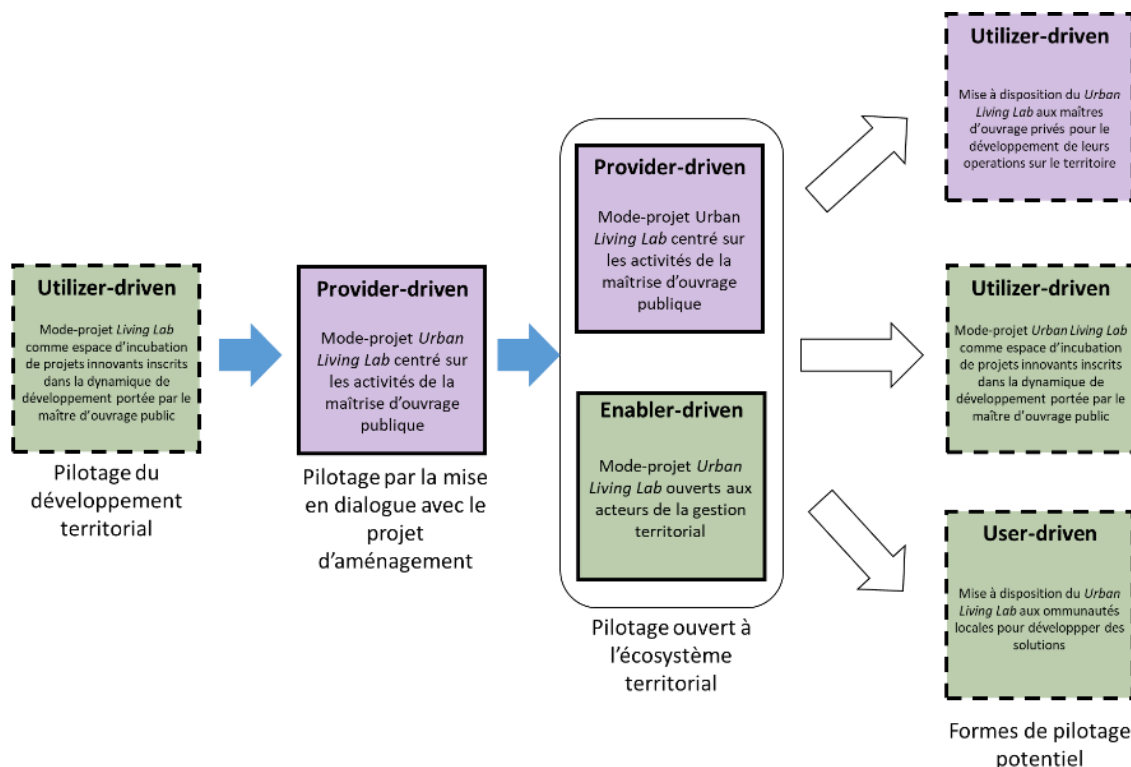 Utilizer-driven
Mode-projet Living Lab
comme espace d'incubation
de projets innovants inscrits
dans la dynamique de
développement portée par le
maître d'ouvrage public
Pilotage du
développement
territorial
Provider-driven
Mode-projet Urban
Living Lab centré sur
les activités de la
maîtrise d'ouvrage
publique
Pilotage par la mise
en dialogue avec le
projet
d'aménagement
Provider-driven
Mode-projet Urban
Living Lab centré sur
les activités de la
maîtrise d'ouvrage
publique
Enabler-driven
Mode-projet Urban
Living Lab ouverts aux
acteurs de la gestion
territorial
Pilotage ouvert à
l'écosystème
territorial
Utilizer-driven
Mise à disposition du Urban
Living Lab aux maîtres
d'ouvrage privés pour le
développement de leurs
operations sur le territoire
Utilizer-driven
Mode-projet Urban Living Lab
comme espace d'incubation
de projets innovants inscrits
dans la dynamique de
développement portée par le
maître d'ouvrage public
User-driven
Mise à disposition du Urban
Living Lab aux ommunautés
locales pour développper des
solutions
Formes de pilotage
potentiel